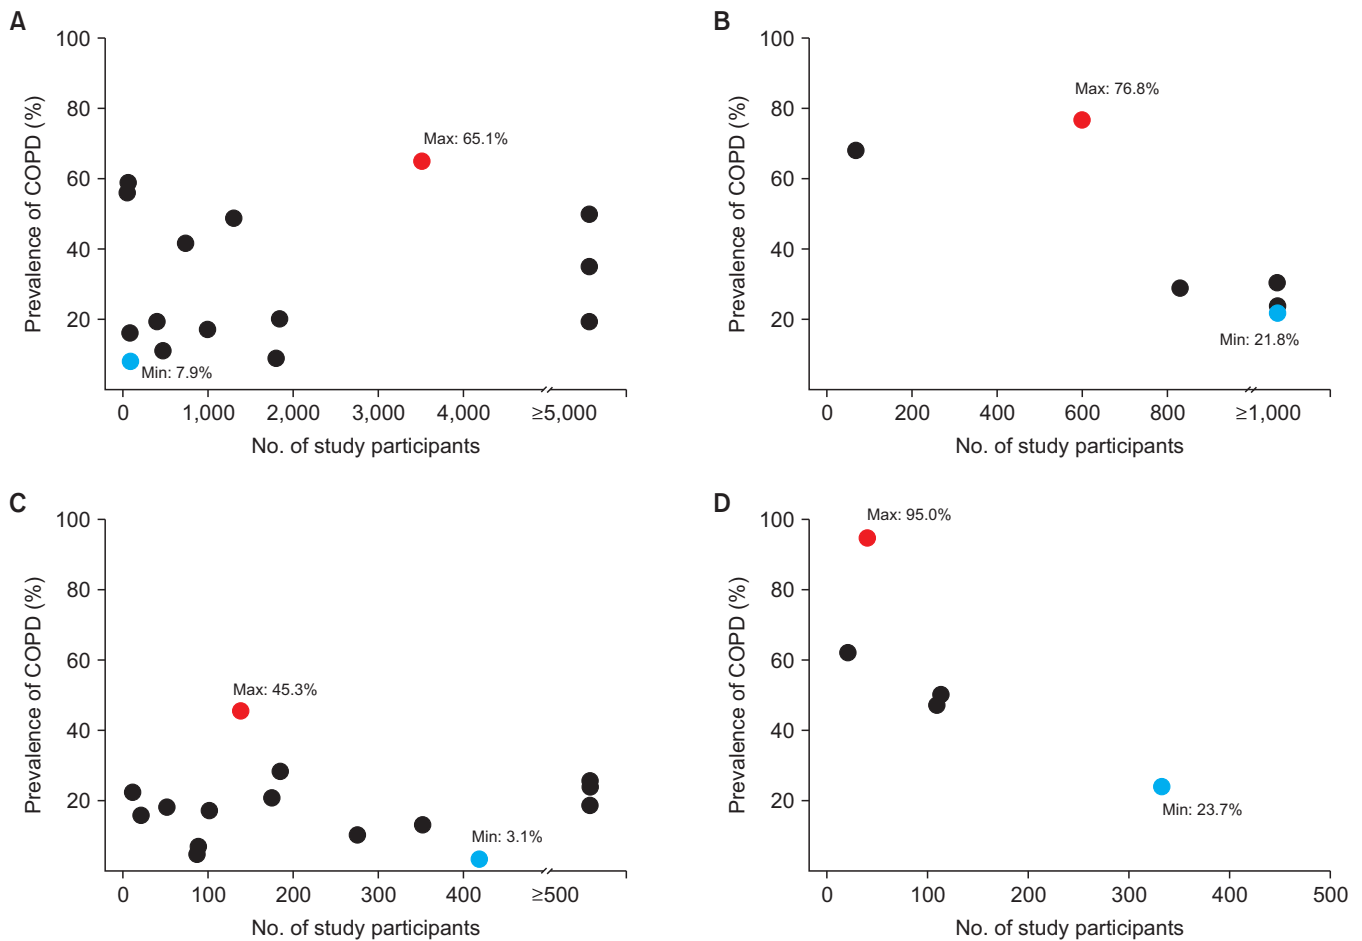 A
Prevalence of COPD (%)
100
80
60
40
20
Max: 65.1%
Min: 7.9%
0 1,000 2,000 3,000 4,000 ≥5,000
No. of study participants
B
Prevalence of COPD (%)
100
80
60
40
20
Max: 76.8%
Min: 21.8%
0 200 400 600 800 ≥1,000
No. of study participants
C
Prevalence of COPD (%)
100
80
60
40
20
Max: 45.3%
Min: 3.1%
0 100 200 300 400 ≥500
No. of study participants
D
Prevalence of COPD (%)
100
80
60
40
20
Max: 95.0%
Min: 23.7%
0 100 200 300 400 500
No. of study participants